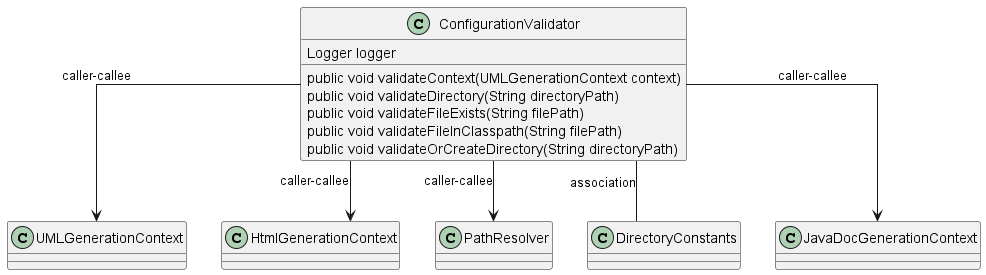 C ConfigurationValidator
Logger logger
public void validateContext(UMLGenerationContext context)
public void validateDirectory(String directoryPath)
public void validateFileExists(String filePath)
public void validateFileInClasspath(String filePath)
public void validateOrCreateDirectory(String directoryPath)
caller-callee
caller-callee
caller-callee
caller-callee
association
C UMLGenerationContext
C HtmlGenerationContext
C PathResolver
C DirectoryConstants
C JavaDocGenerationContext